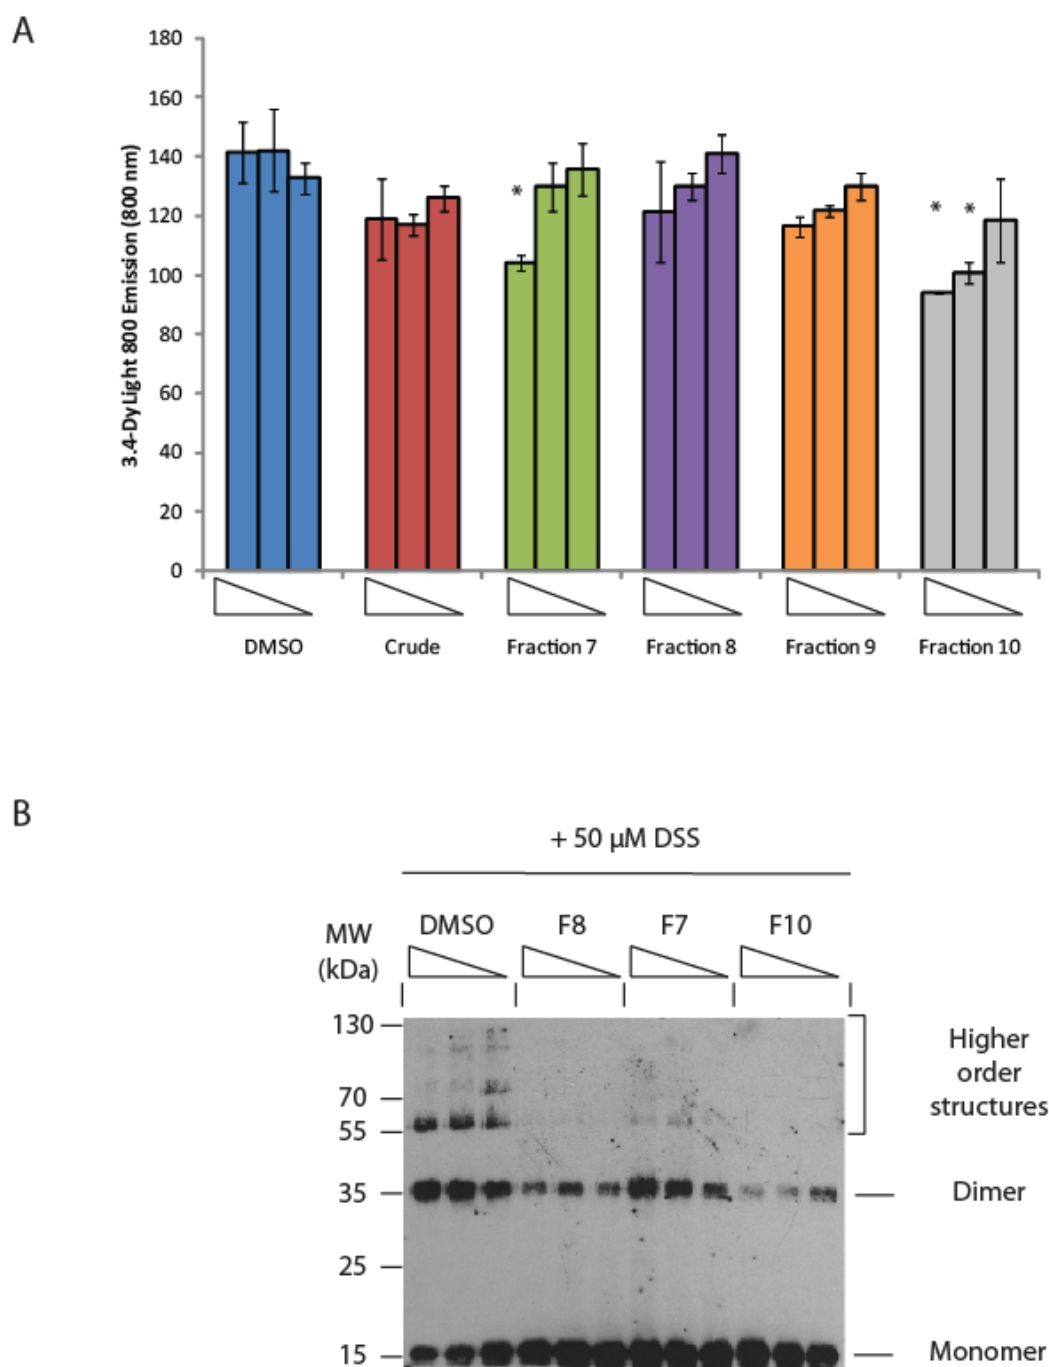 A
3.4-DyLight 800 Emission (800 nm)
180
160
140
120
100
80
60
40
20
0
* * *
DMSO Crude Fraction 7 Fraction 8 Fraction 9 Fraction 10
B
+ 50 µM DSS
MW
(kDa)
DMSO F8 F7 F10
130
70
55
35
25
15
Higher
order
structures
Dimer
Monomer